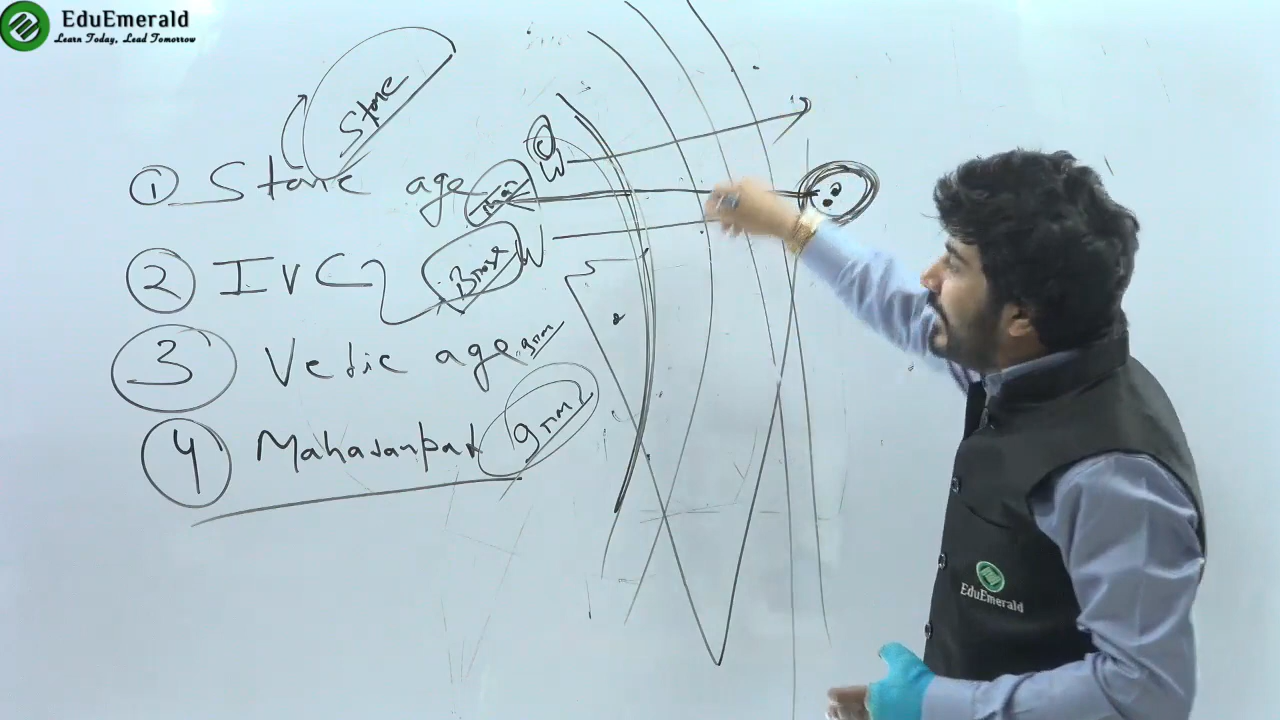 EduEmerald
Learn Today, Lead Tomorrow
Stone
① Stone age
W
② IVC
W
③ Vedic age
④ Mahajanpad
EduEmerald